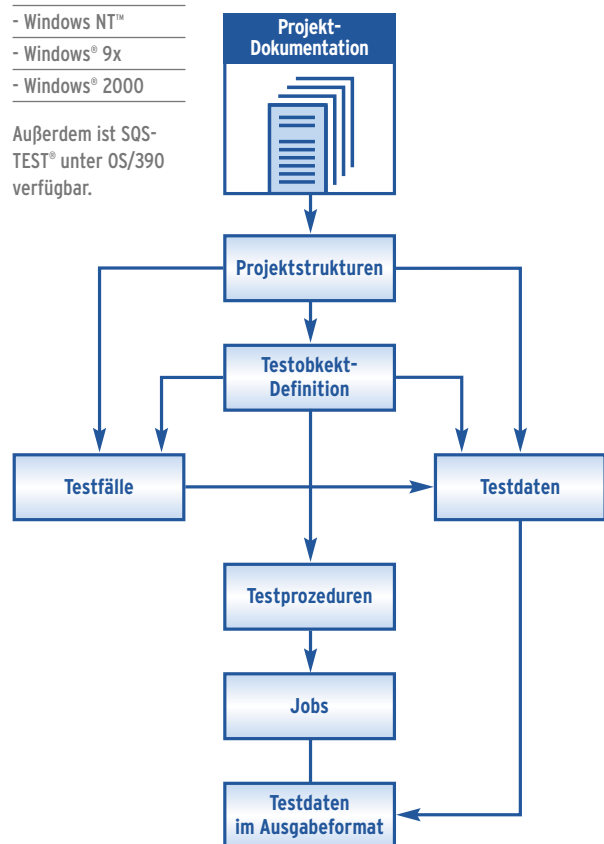 - Windows NT™
- Windows® 9x
- Windows® 2000
Außerdem ist SQS-
TEST® unter OS/390
verfügbar.
Projekt-
Dokumentation
Projektstrukturen
Testobkekt-
Definition
Testfälle
Testdaten
Testprozeduren
Jobs
Testdaten
im Ausgabeformat